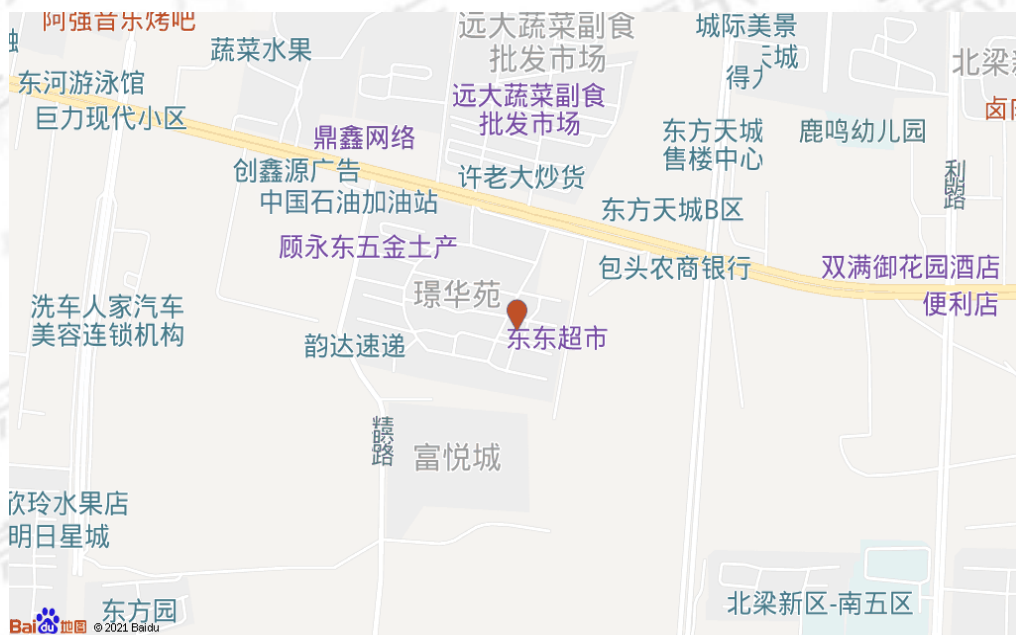 阿强音乐烤吧
远大蔬菜副食
批发市场
城际美景
天城
得力
蔬菜水果
北梁新
东河游泳馆
远大蔬菜副食
批发市场
巨力现代小区
鼎鑫网络
东方天城
售楼中心
鹿鸣幼儿园
创鑫源广告
许老大炒货
中国石油加油站
东方天城B区
顾永东五金土产
包头农商银行
双满御花园酒店
便利店
璟华苑
洗车人家汽车
美容连锁机构
东东超市
韵达速递
富悦城
欣玲水果店
明日星城
东方园
北梁新区-南五区
Bai du 地图 © 2021 Baidu